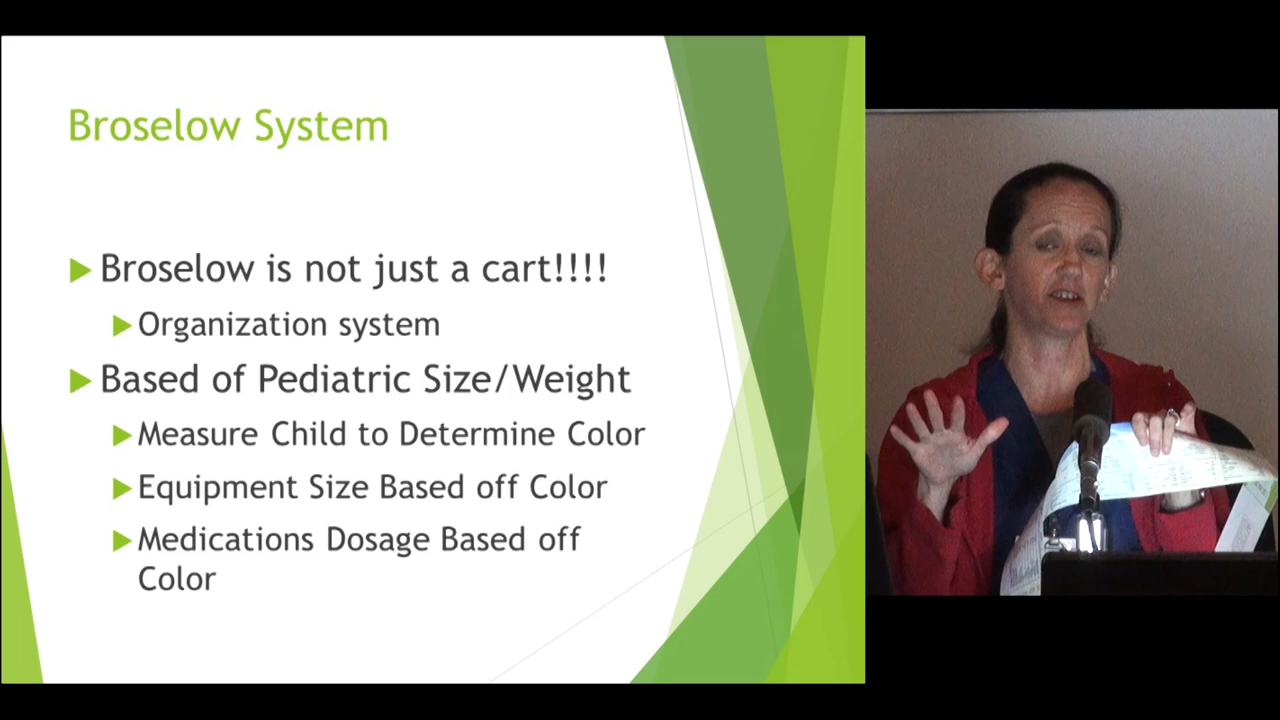 Broselow System
Broselow is not just a cart!!!!
Organization system
Based of Pediatric Size/Weight
Measure Child to Determine Color
Equipment Size Based off Color
Medications Dosage Based off
Color